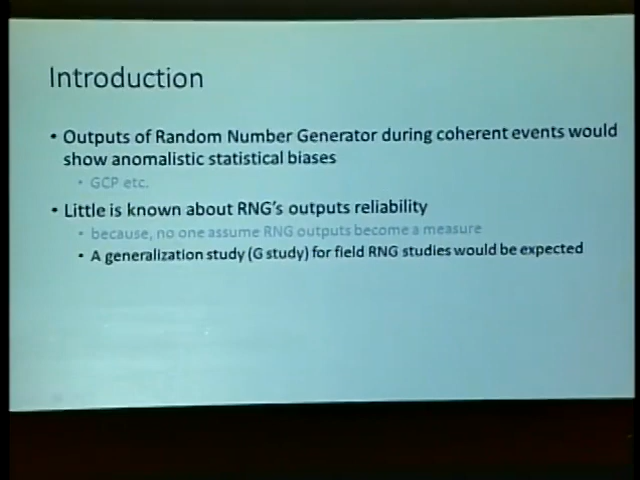 Introduction
• Outputs of Random Number Generator during coherent events would
show anomalistic statistical biases
• GCP etc.
• Little is known about RNG's outputs reliability
• because, no one assume RNG outputs become a measure
• A generalization study (G study) for field RNG studies would be expected